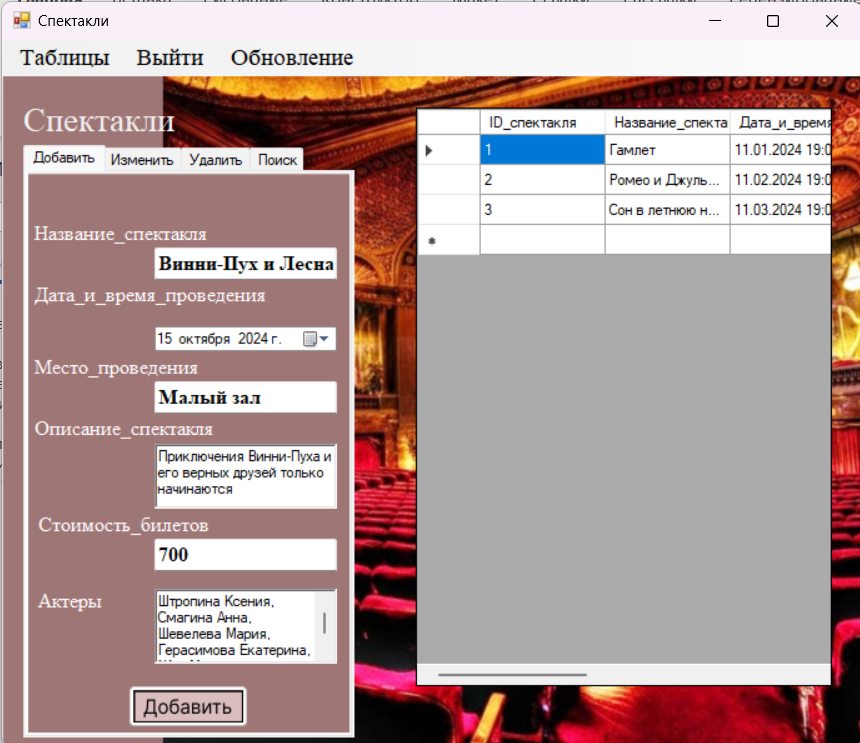 Спектакли
Таблицы Выйти Обновление
Спектакли
Добавить Изменить Удалить Поиск
Название_спектакля
Винни-Пух и Лесна
Дата_и_время_проведения
15 октября 2024 г.
Место_проведения
Малый зал
Описание_спектакля
Приключения Винни-Пуха и
его верных друзей только
начинаются
Стоимость_билетов
700
Актеры
Штропина Ксения,
Смагина Анна,
Шевелева Мария,
Герасимова Екатерина,
Добавить
ID_спектакля Название_спекта Дата_и_время
1 Гамлет 11.01.2024 19:0
2 Ромео и Джуль... 11.02.2024 19:0
3 Сон в летнюю н... 11.03.2024 19:0